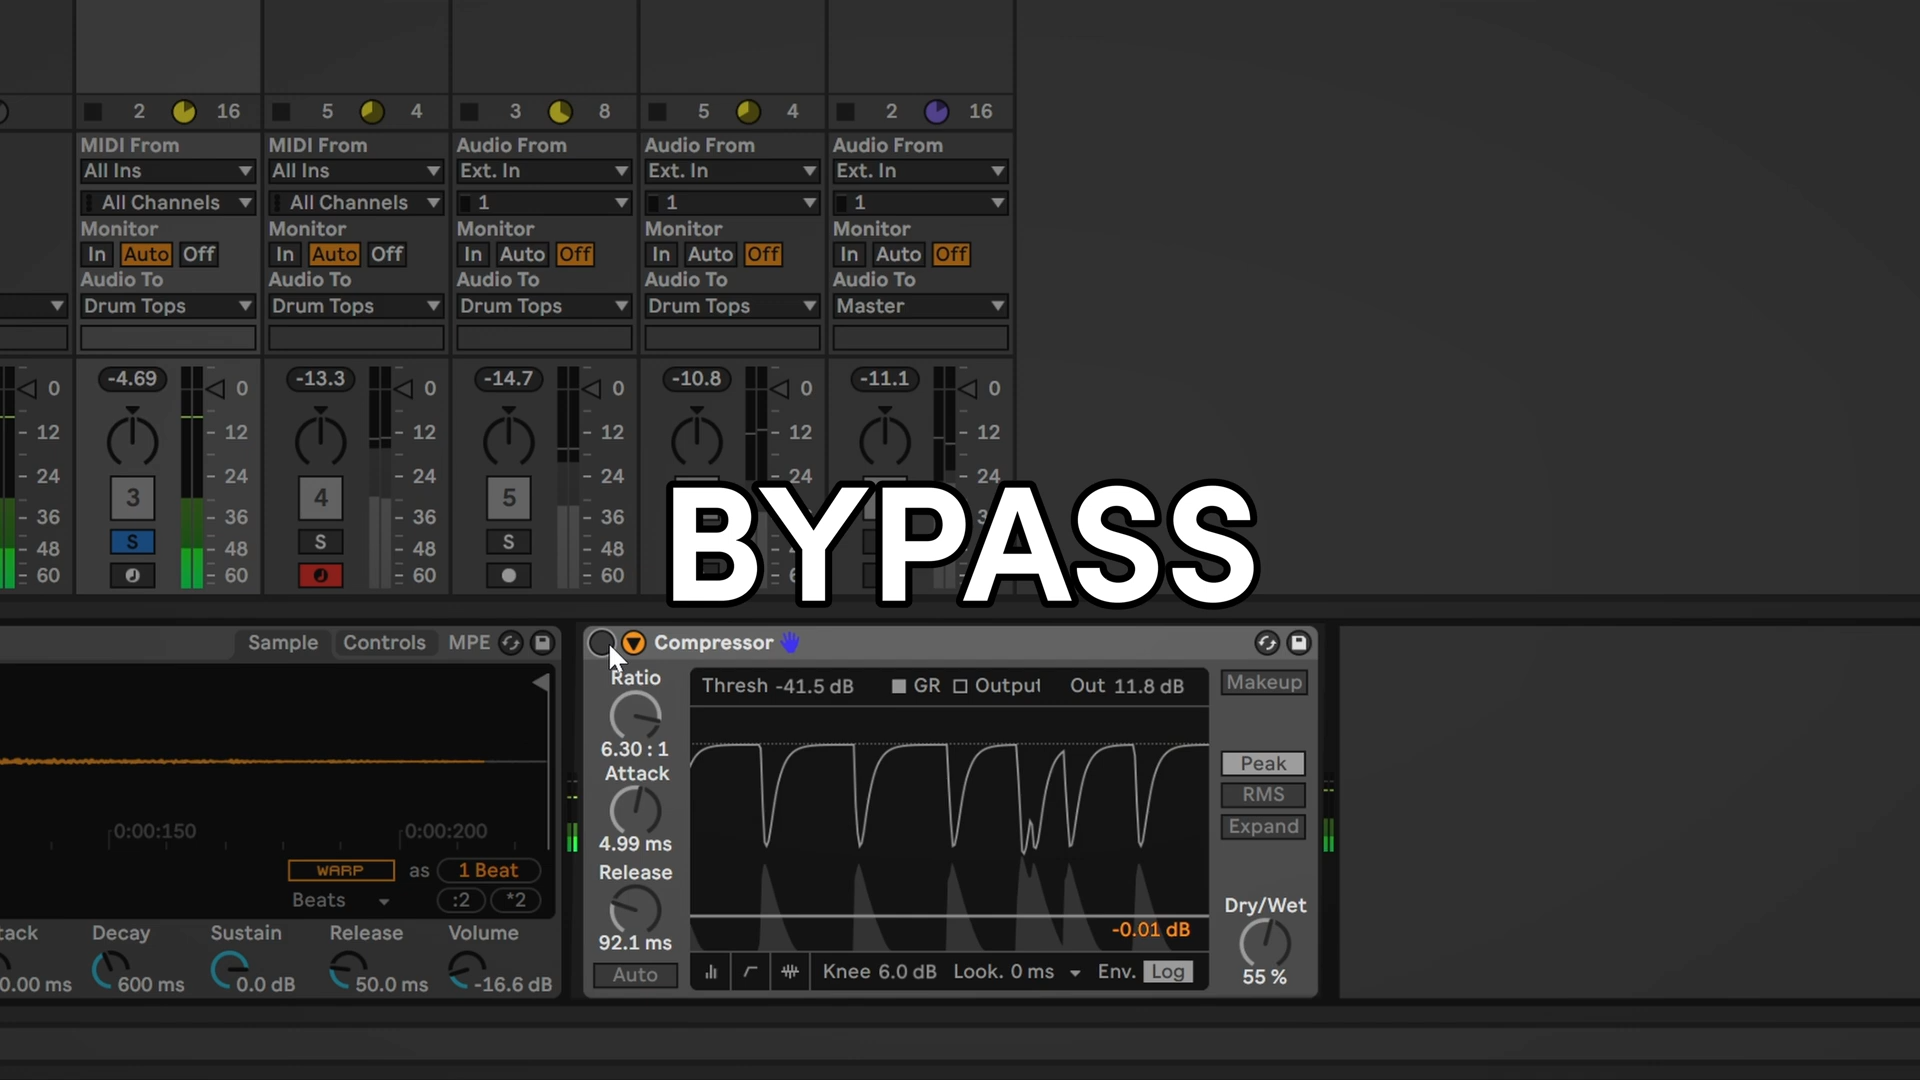 2 16 5 4 3 8 5 4 2 16
MIDI From MIDI From Audio From Audio From Audio From
All Ins All Ins Ext. In Ext. In Ext. In
All Channels All Channels 1 1 1
Monitor Monitor Monitor Monitor Monitor
In Auto Off In Auto Off In Auto Off In Auto Off In Auto Off
Audio To Audio To Audio To Audio To Audio To
Drum Tops Drum Tops Drum Tops Drum Tops Master
0 -4.69 0 -13.3 0 -14.7 0 -10.8 0 -11.1 0
12 12 12 12 12 12
24 24 24 24 24 24
3 4 5
36 36 36 36
S S S
48 48 48 48
60 60 60 60
BYPASS
Sample Controls MPE
Compressor
Ratio
6.30 : 1
Attack
4.99 ms
Release
92.1 ms
Auto
Thresh -41.5 dB GR Output Out 11.8 dB
-0.01 dB
Knee 6.0 dB Look. 0 ms Env. Log
Makeup
Peak
RMS
Expand
Dry/Wet
55 %
0:00:150 0:00:200
WARP as 1 Beat
Beats :2 *2
tack Decay Sustain Release Volume
0.00 ms 600 ms 0.0 dB 50.0 ms -16.6 dB